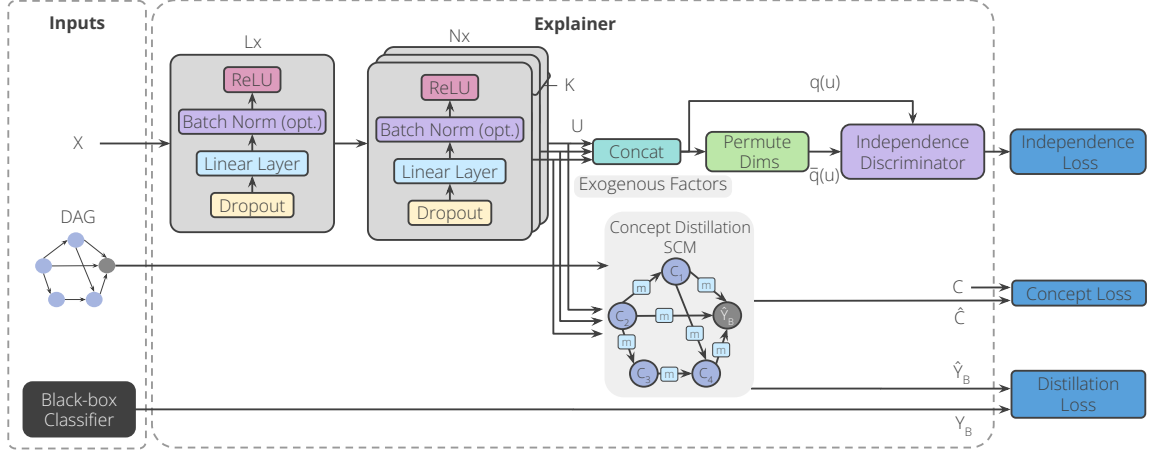 Inputs
Explainer
Lx
Nx
ReLU
Batch Norm (opt.)
Linear Layer
Dropout
ReLU
Batch Norm (opt.)
Linear Layer
Dropout
K
X
U
Concat
Exogenous Factors
q(u)
Permute
Dims
q̄(u)
Independence
Discriminator
Independence
Loss
DAG
Concept Distillation
SCM
C₁
m
m
C₂
m
Ŷ_B
m
m
m
C₃
m
C₄
C
Ĉ
Concept Loss
Black-box
Classifier
Ŷ_B
Y_B
Distillation
Loss